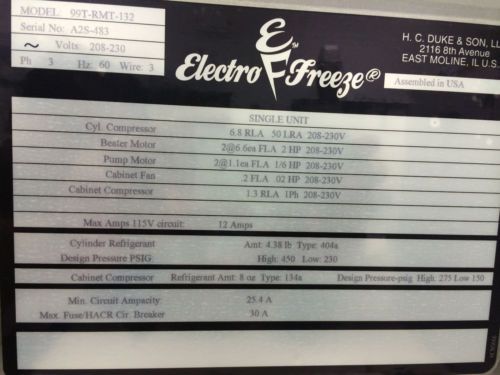 MODEL: 99T-RMT-132
Serial No: A2S-483
~ Volts: 208-230
Ph 3 Hz: 60 Wire: 3
Electro Freeze®
TM
H. C. DUKE & SON, LL
2116 8th Avenue
EAST MOLINE, IL U.S.
Assembled in USA
SINGLE UNIT
Cyl. Compressor 6.8 RLA 50 LRA 208-230V
Beater Motor 2@6.6ea FLA 2 HP 208-230V
Pump Motor 2@1.1ea FLA 1/6 HP 208-230V
Cabinet Fan .2 FLA .02 HP 208-230V
Cabinet Compressor 1.3 RLA 1Ph 208-230V
Max Amps 115V circuit: 12 Amps
Cylinder Refrigerant Amt: 4.38 lb Type: 404a
Design Pressure PSIG High: 450 Low: 230
Cabinet Compressor Refrigerant Amt: 8 oz Type: 134a Design Pressure-psig High: 275 Low 150
Min. Circuit Ampacity: 25.4 A
Max. Fuse/HACR Cir. Breaker 30 A